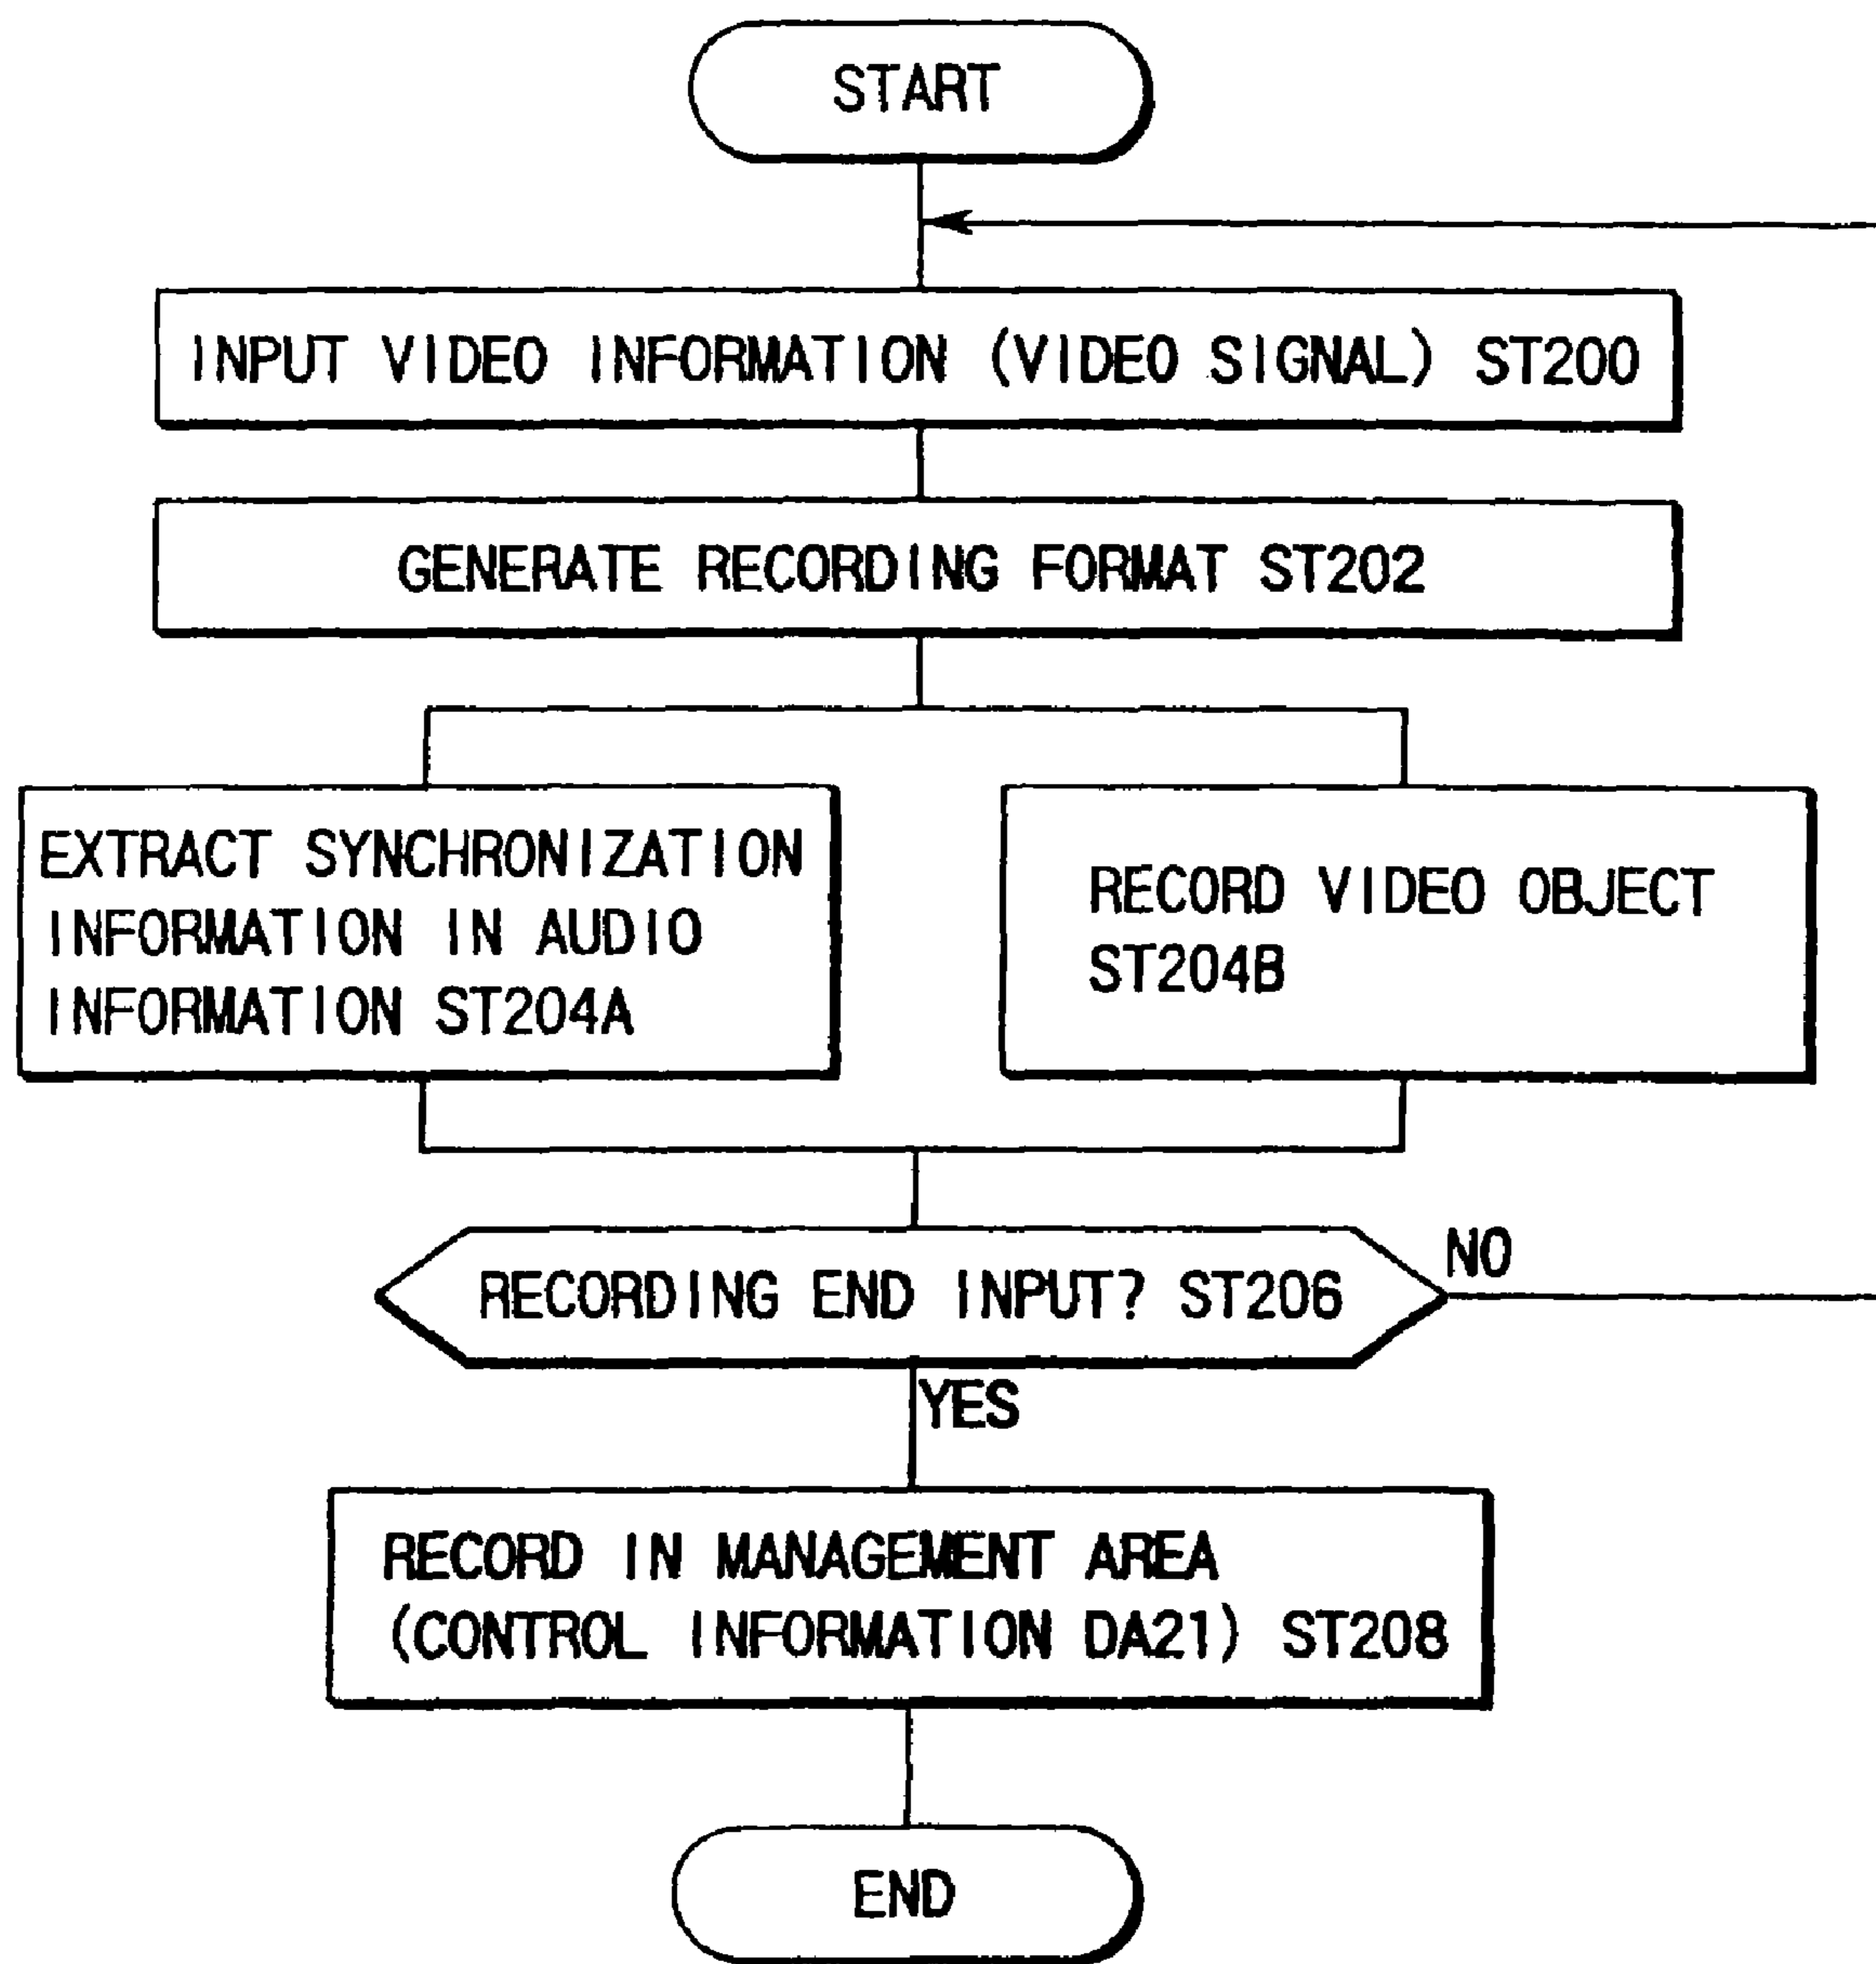 START
INPUT VIDEO INFORMATION (VIDEO SIGNAL) ST200
GENERATE RECORDING FORMAT ST202
EXTRACT SYNCHRONIZATION
INFORMATION IN AUDIO
INFORMATION ST204A
RECORD VIDEO OBJECT
ST204B
RECORDING END INPUT? ST206
NO
YES
RECORD IN MANAGEMENT AREA
(CONTROL INFORMATION DA21) ST208
END